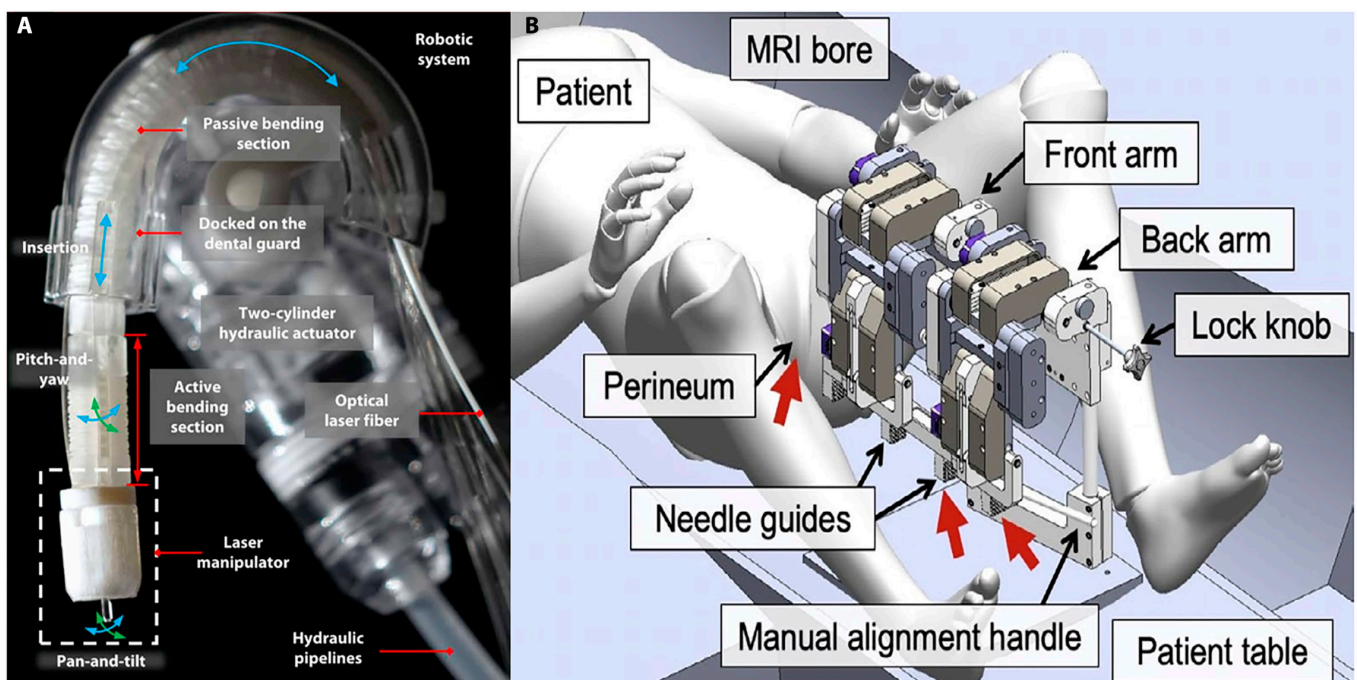 A
Robotic
system
Passive bending
section
Docked on the
dental guard
Insertion
Two-cylinder
hydraulic actuator
Pitch-and-
yaw
Active
bending
section
Optical
laser fiber
Laser
manipulator
Hydraulic
pipelines
Pan-and-tilt
B
MRI bore
Patient
Front arm
Back arm
Lock knob
Perineum
Needle guides
Manual alignment handle
Patient table